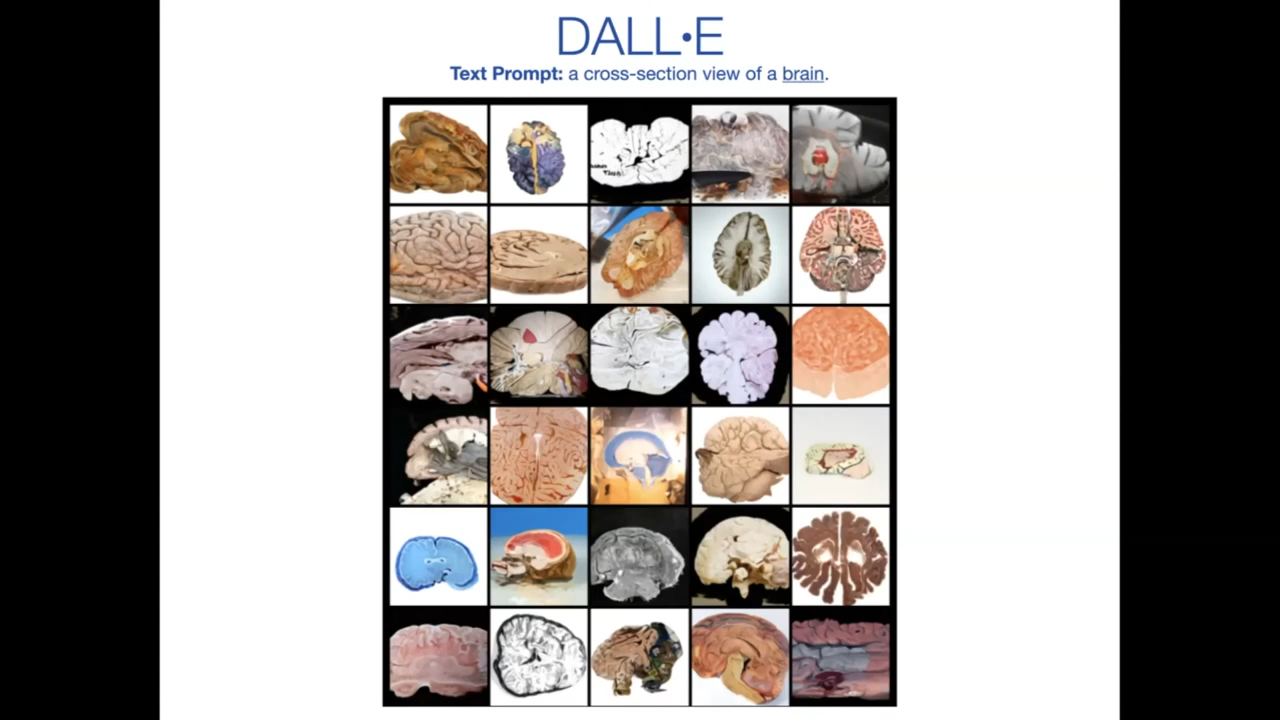 DALL•E
Text Prompt: a cross-section view of a brain.